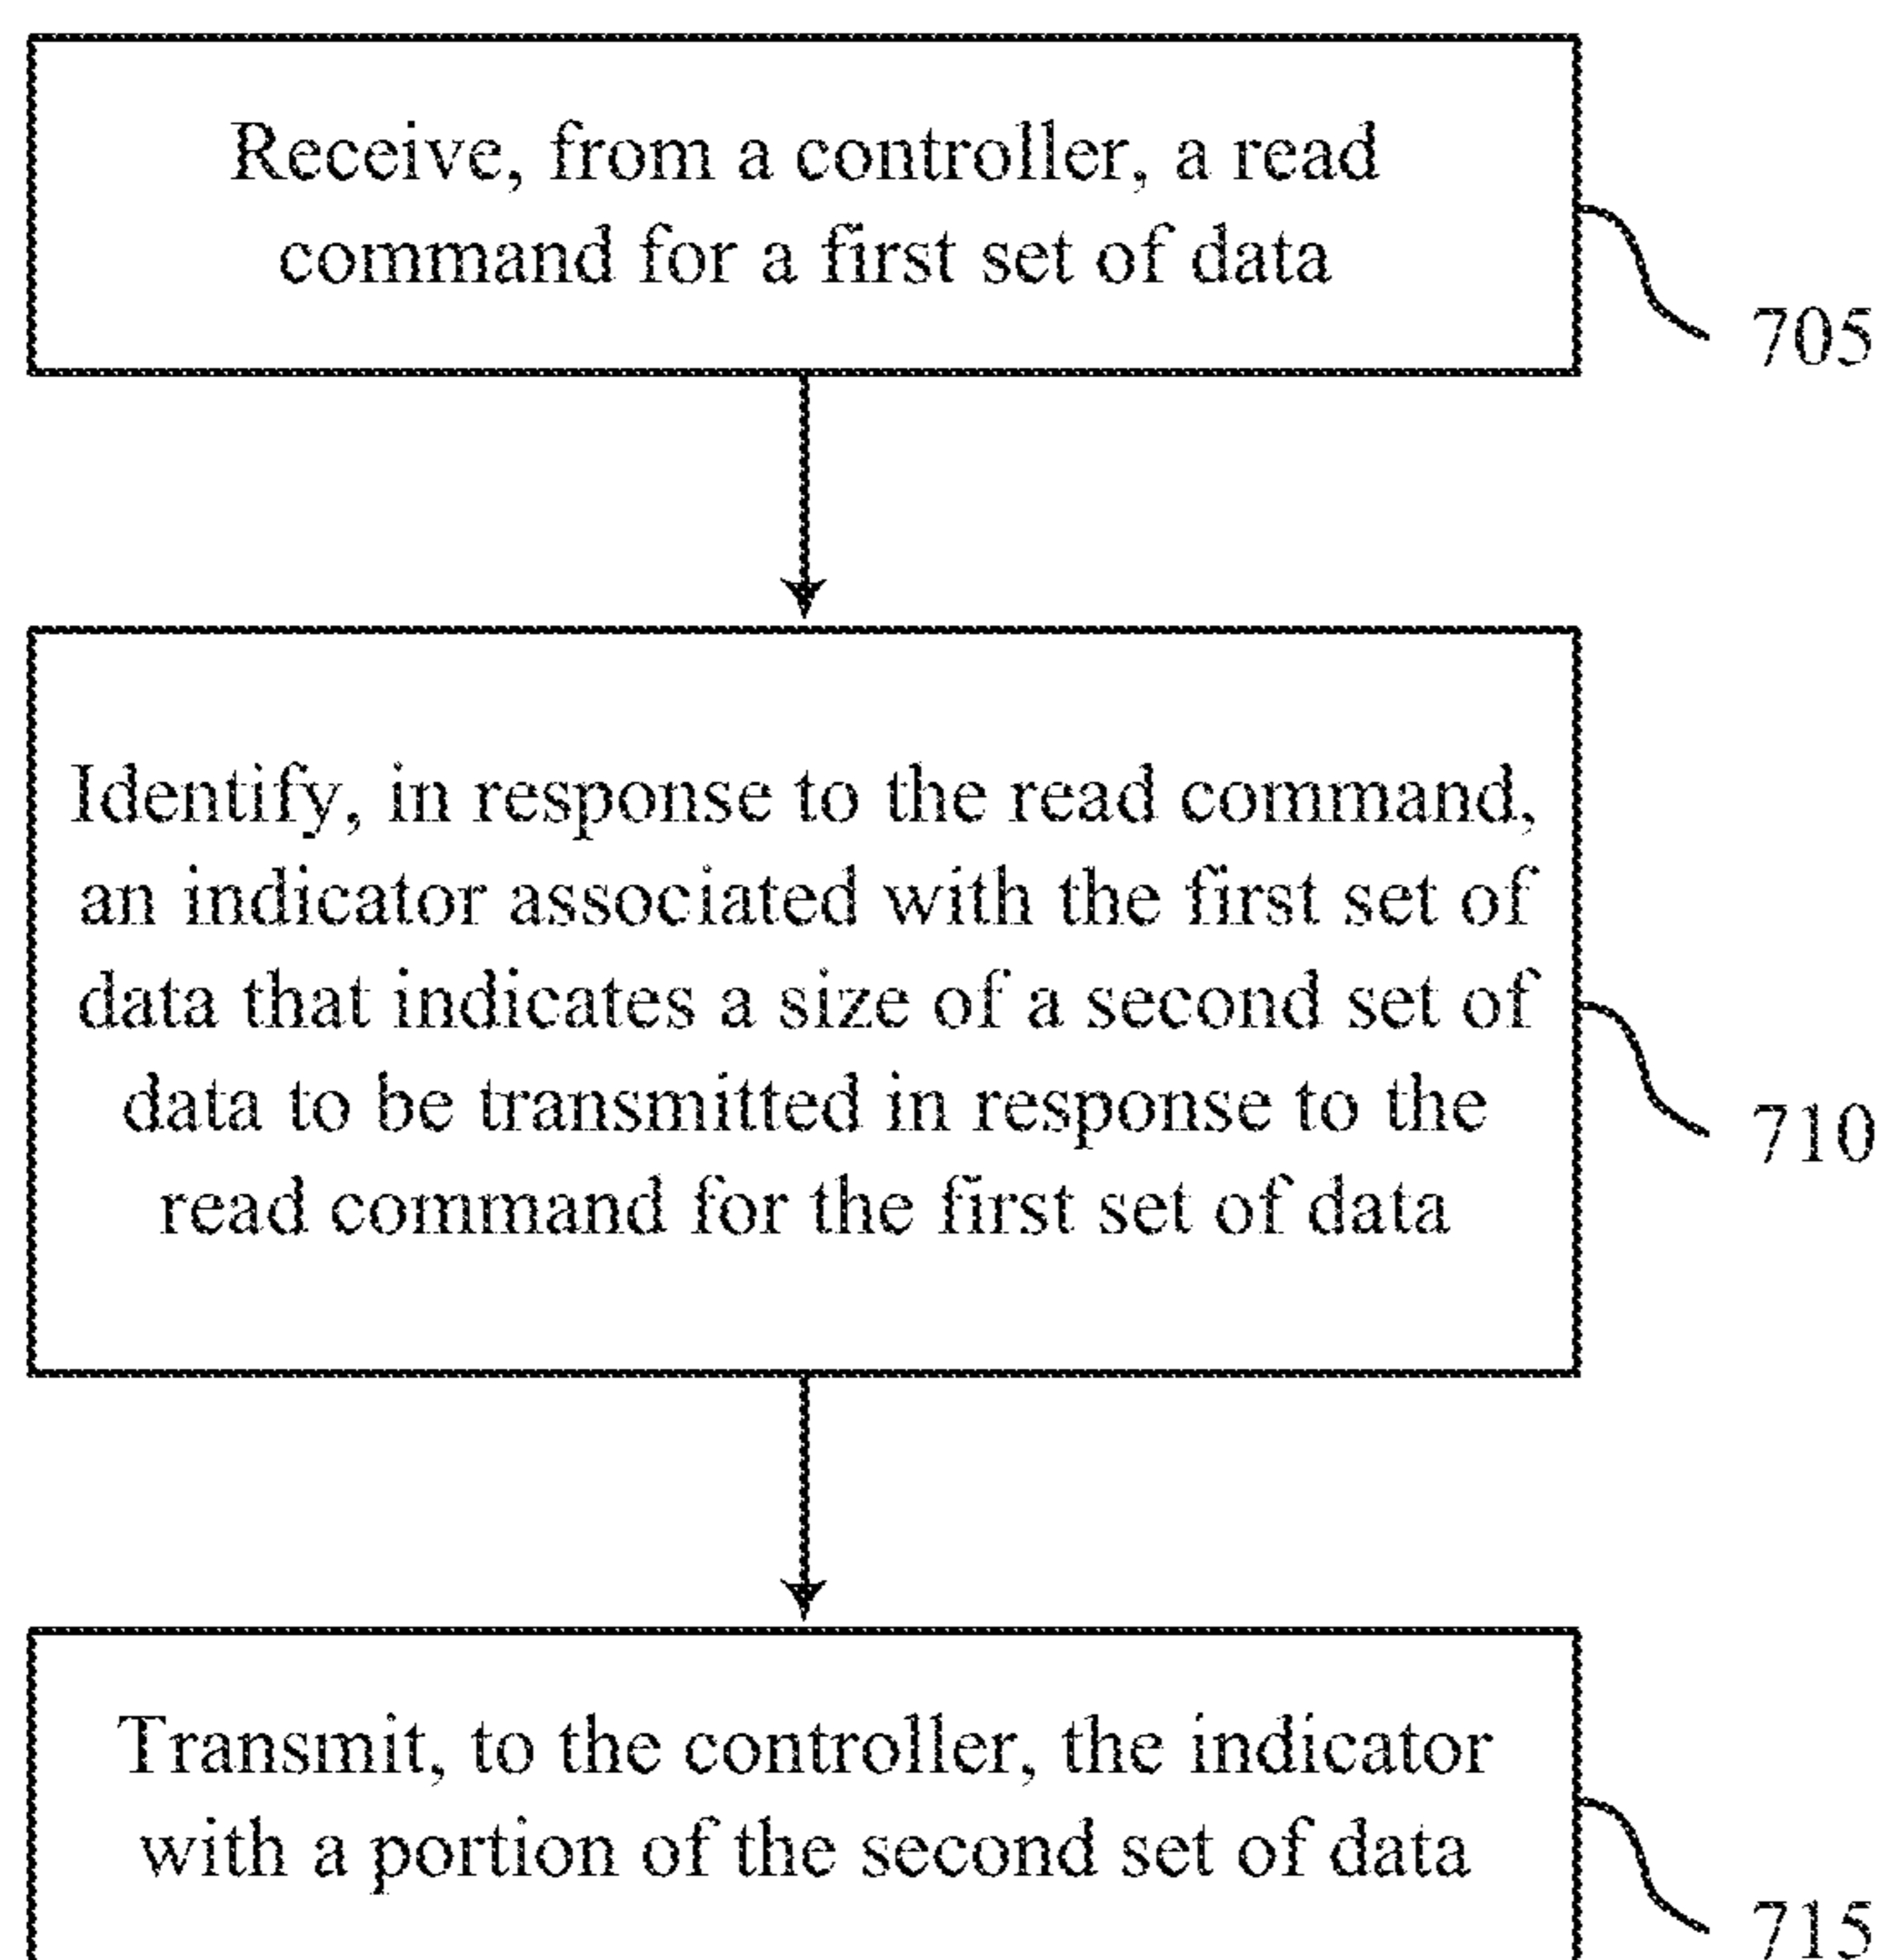 Receive, from a controller, a read
command for a first set of data
705
Identify, in response to the read command,
an indicator associated with the first set of
data that indicates a size of a second set of
data to be transmitted in response to the
read command for the first set of data
710
Transmit, to the controller, the indicator
with a portion of the second set of data
715